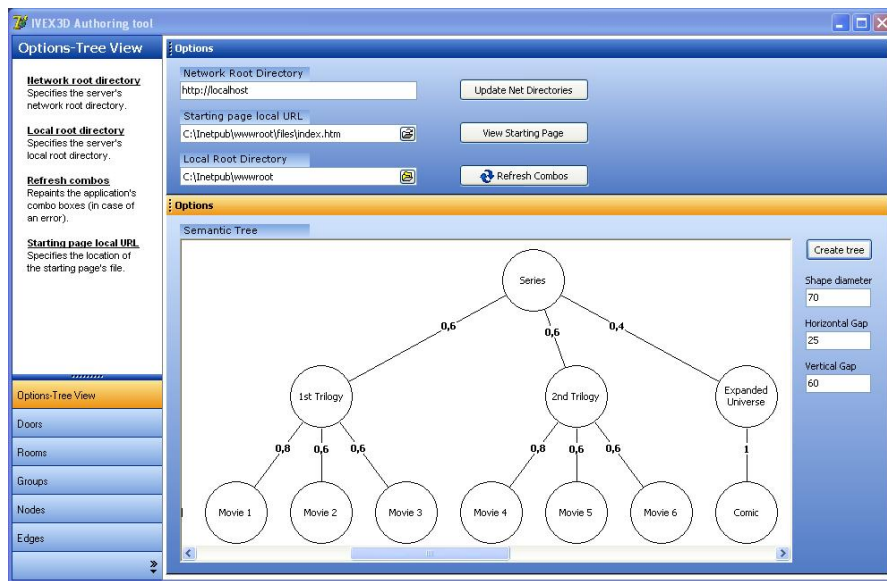 IVEX3D Authoring tool
Options-Tree View
Network root directory
Specifies the server's
network root directory.
Local root directory
Specifies the server's
local root directory.
Refresh combos
Repaints the application's
combo boxes (in case of
an error).
Starting page local URL
Specifies the location of
the starting page's file.
Options-Tree View
Doors
Rooms
Groups
Nodes
Edges
Options
Network Root Directory
http://localhost
Update Net Directories
Starting page local URL
C:\Inetpub\wwwroot\files\index.htm
View Starting Page
Local Root Directory
C:\Inetpub\wwwroot
Refresh Combos
Options
Semantic Tree
Series
0,6
0,6
0,4
1st Trilogy
2nd Trilogy
Expanded
Universe
0,8
0,6
0,6
0,8
0,6
0,6
1
Movie 1
Movie 2
Movie 3
Movie 4
Movie 5
Movie 6
Comic
Create tree
Shape diameter
70
Horizontal Gap
25
Vertical Gap
60